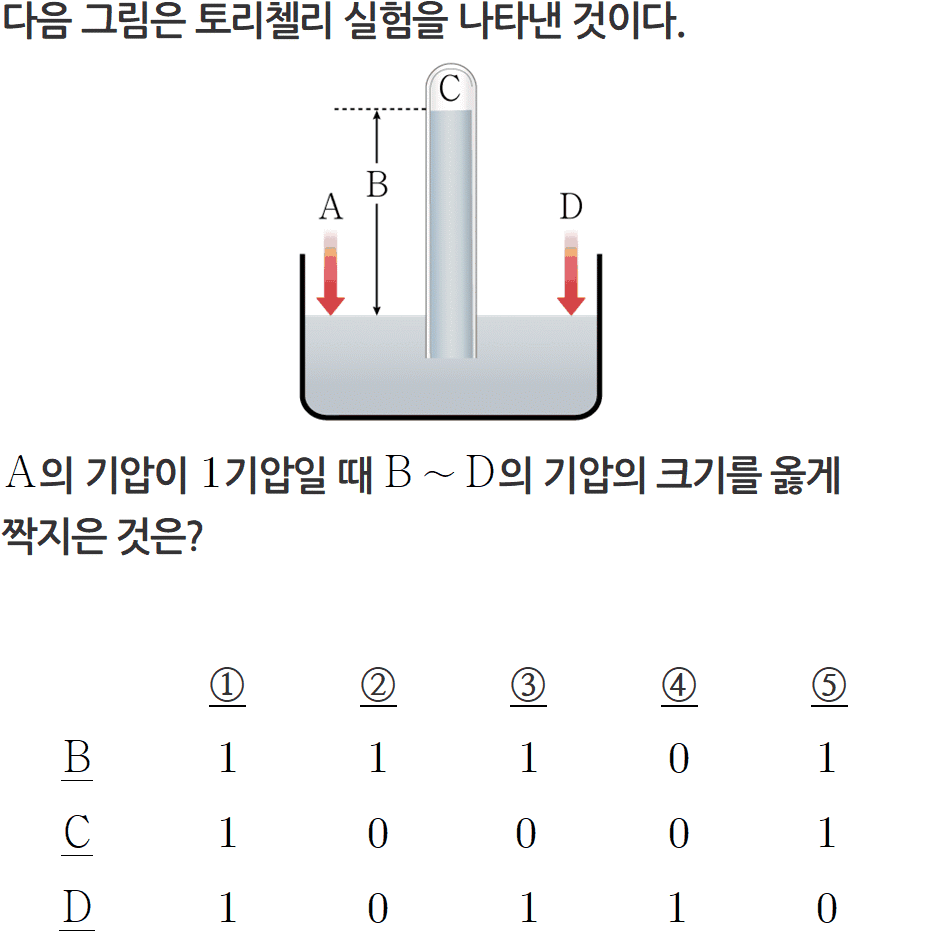 다음 그림은 토리첼리 실험을 나타낸 것이다.
C
B
A
D
A의 기압이 1기압일 때 B ~ D의 기압의 크기를 옳게
짝지은 것은?
① ② ③ ④ ⑤
B 1 1 1 0 1
C 1 0 0 0 1
D 1 0 1 1 0